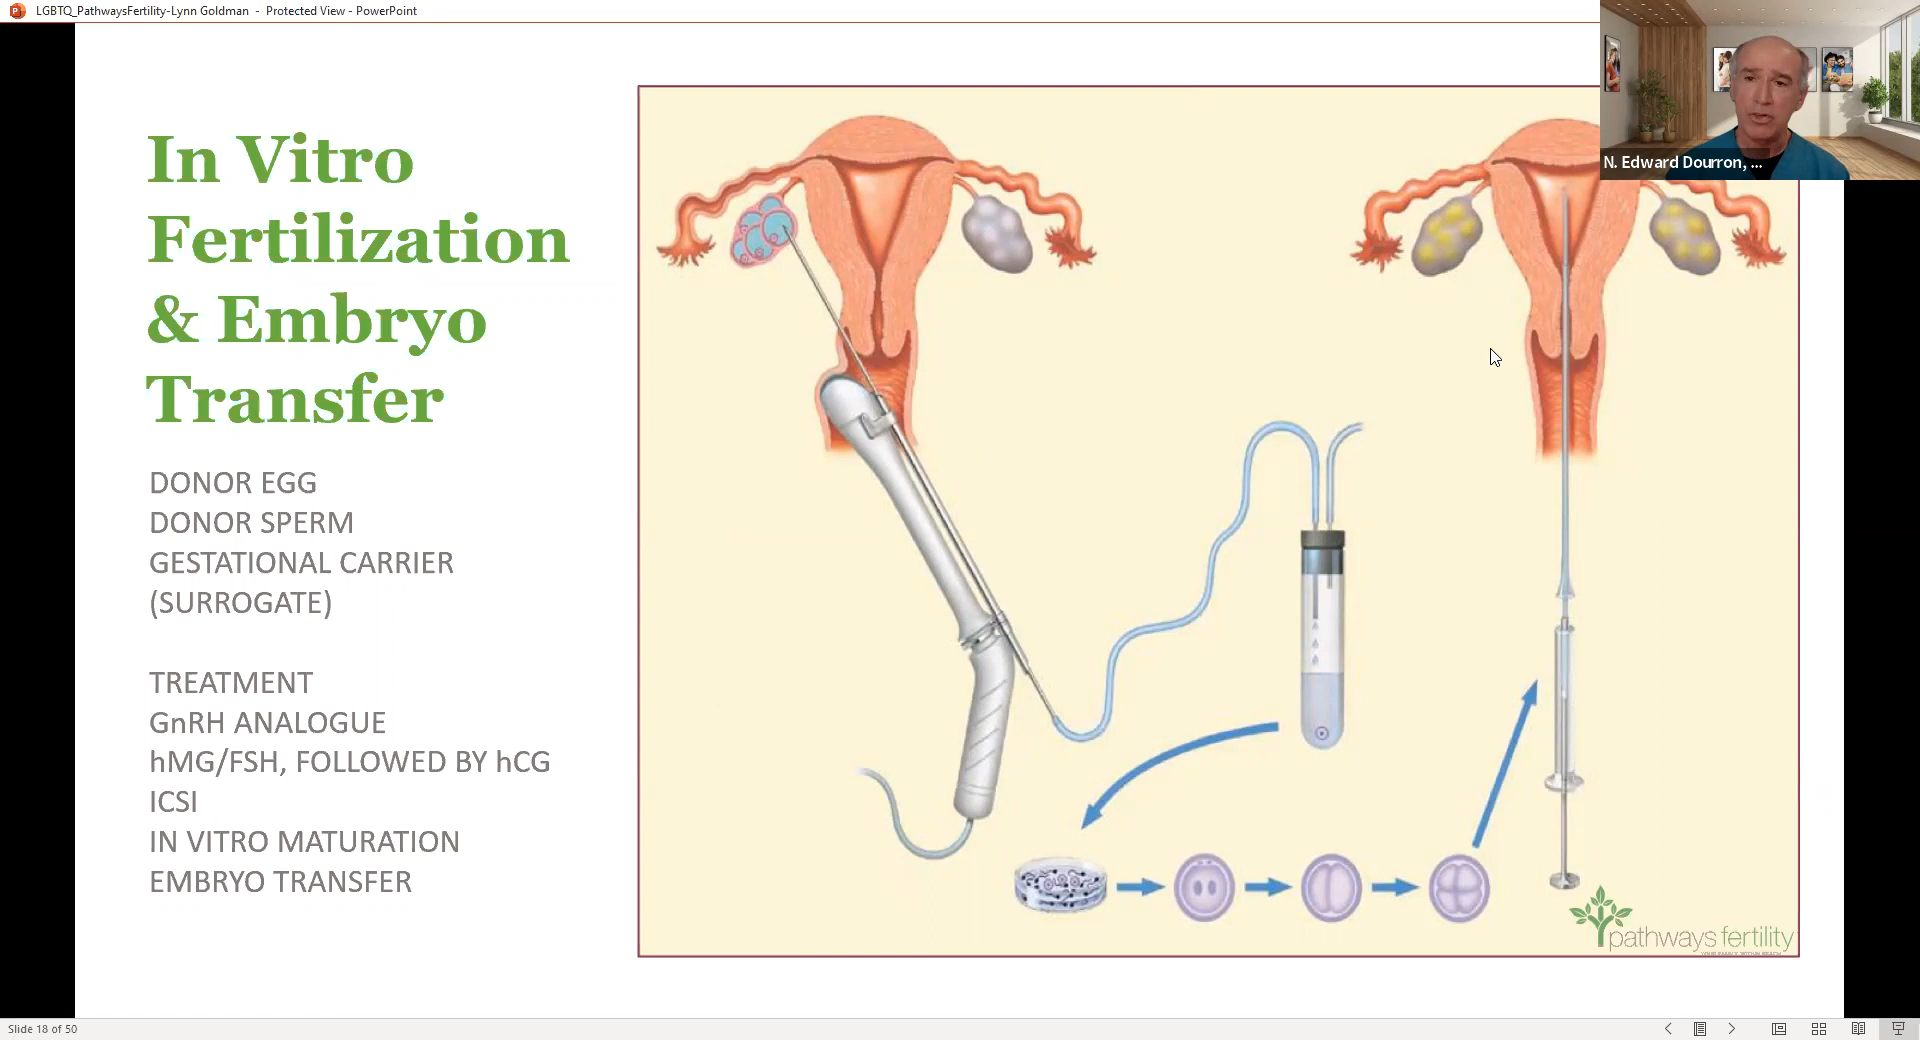 LGBTQ_PathwaysFertility-Lynn Goldman - Protected View - PowerPoint
N. Edward Dourron, ...
In Vitro
Fertilization
& Embryo
Transfer
DONOR EGG
DONOR SPERM
GESTATIONAL CARRIER
(SURROGATE)
TREATMENT
GnRH ANALOGUE
hMG/FSH, FOLLOWED BY hCG
ICSI
IN VITRO MATURATION
EMBRYO TRANSFER
pathways fertility
Slide 18 of 50